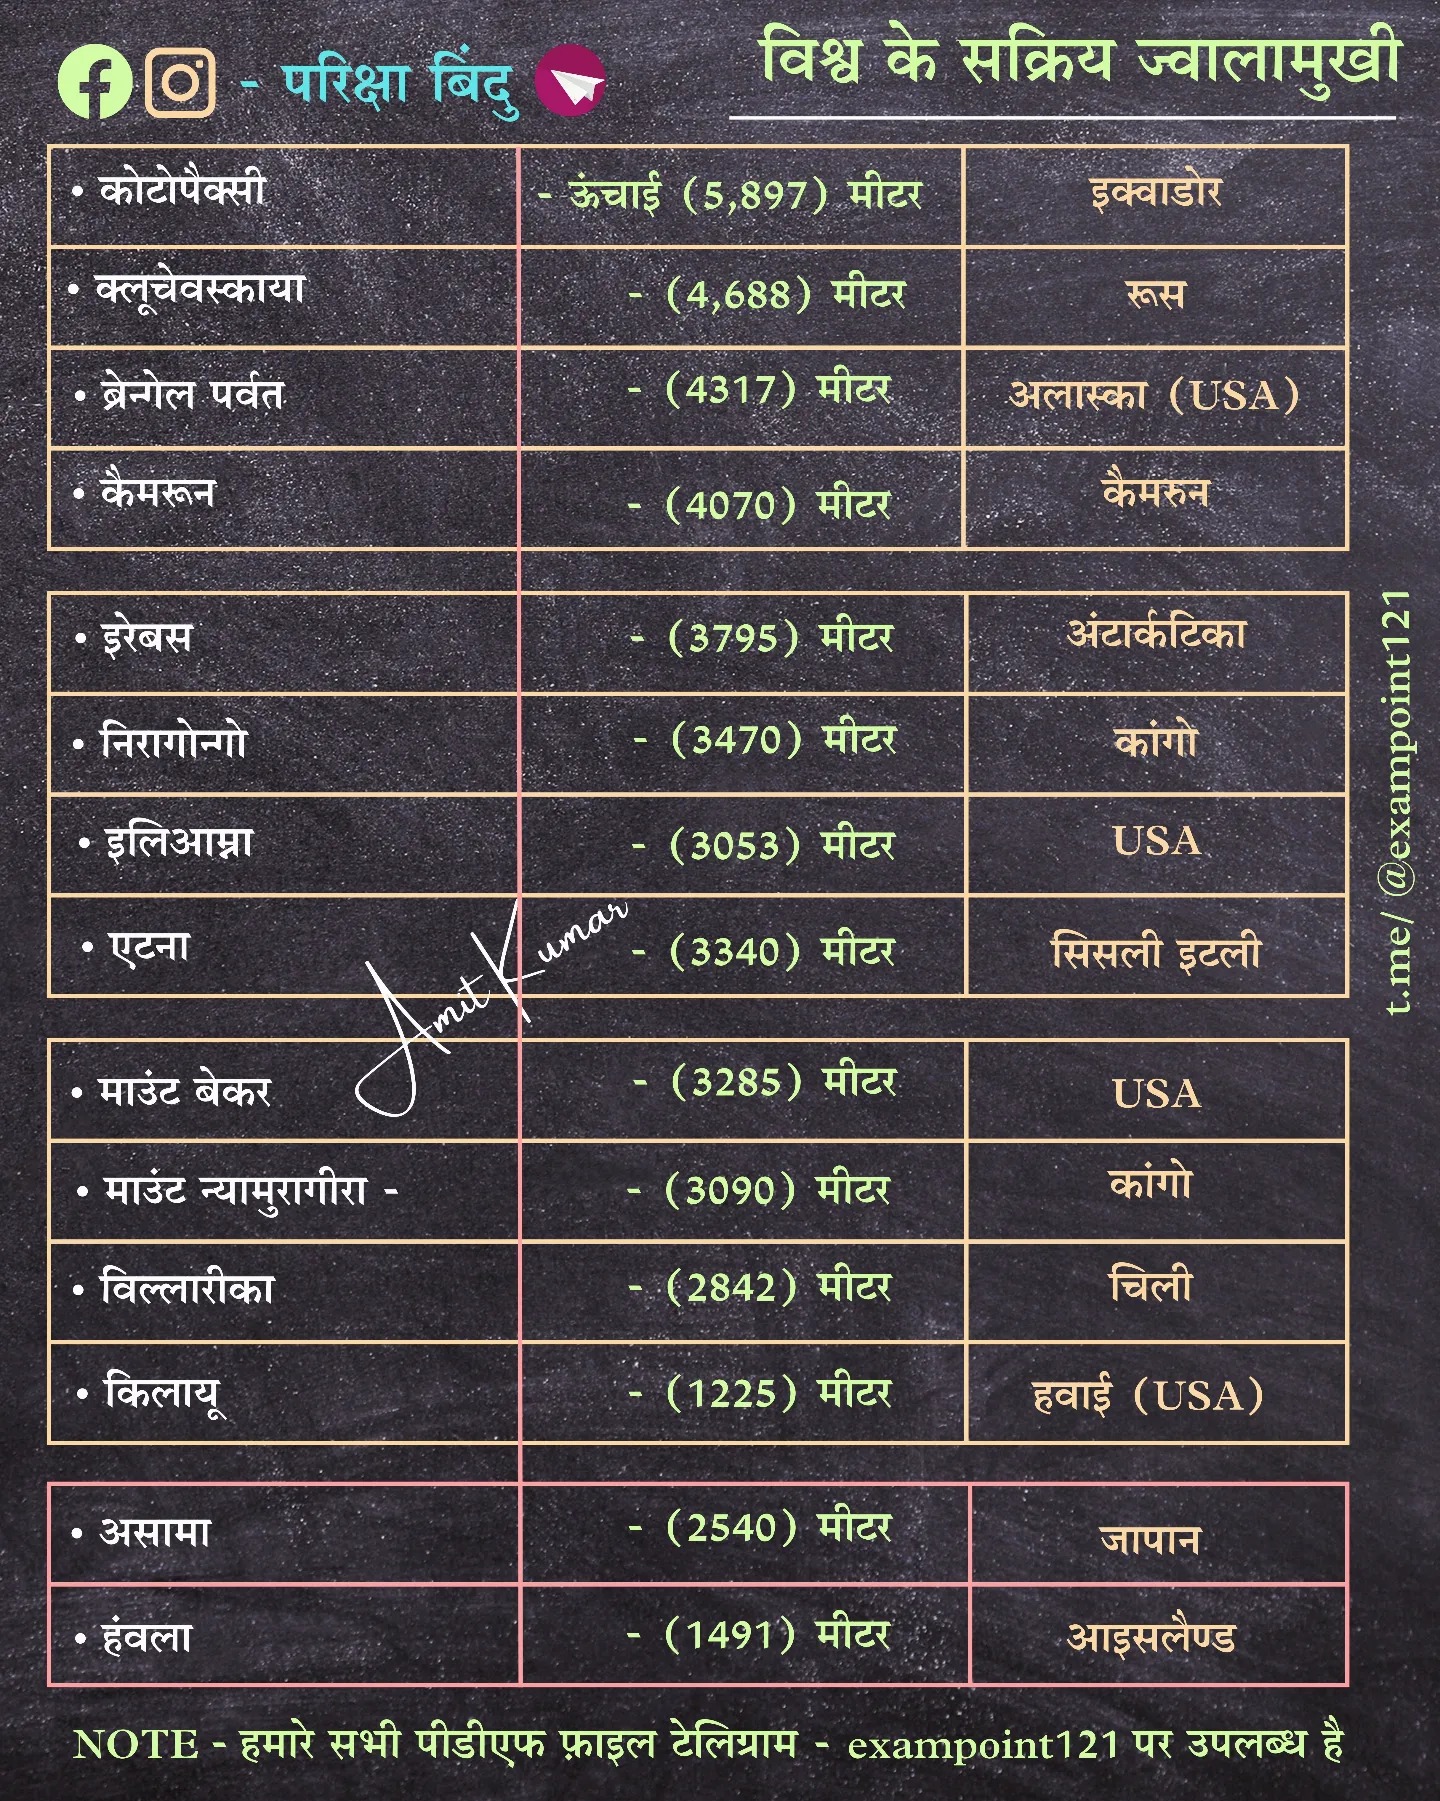 - परिक्षा बिंदु
विश्व के सक्रिय ज्वालामुखी
• कोटोपैक्सी - ऊंचाई (5,897) मीटर इक्वाडोर
• क्लूचेवस्काया - (4,688) मीटर रूस
• ब्रेन्गेल पर्वत - (4317) मीटर अलास्का (USA)
• कैमरून - (4070) मीटर कैमरुन
• इरेबस - (3795) मीटर अंटार्कटिका
• निरागोन्गो - (3470) मीटर कांगो
• इलिआम्ना - (3053) मीटर USA
• एटना - (3340) मीटर सिसली इटली
Amit Kumar
• माउंट बेकर - (3285) मीटर USA
• माउंट न्यामुरागीरा - - (3090) मीटर कांगो
• विल्लारीका - (2842) मीटर चिली
• किलायू - (1225) मीटर हवाई (USA)
• असामा - (2540) मीटर जापान
• हंवला - (1491) मीटर आइसलैण्ड
t.me/ @exampoint121
NOTE - हमारे सभी पीडीएफ फ़ाइल टेलिग्राम - exampoint121 पर उपलब्ध है